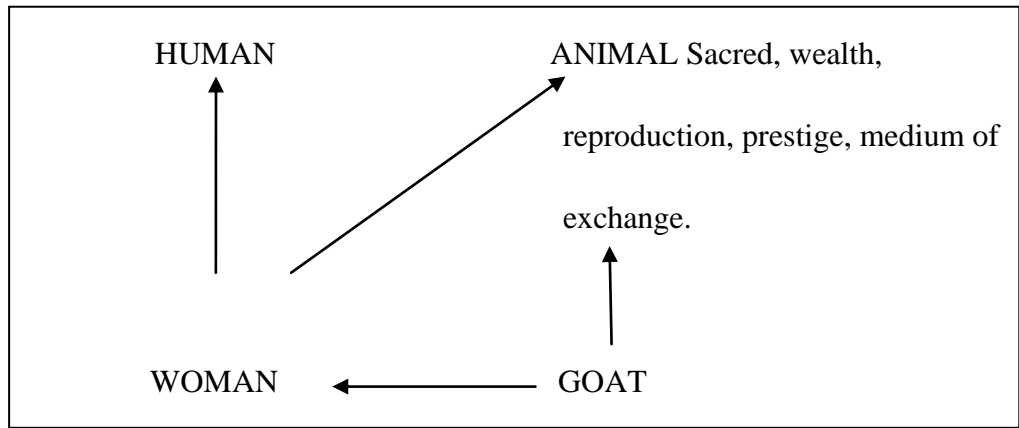 HUMAN
ANIMAL Sacred, wealth,
reproduction, prestige, medium of
exchange.
WOMAN
GOAT